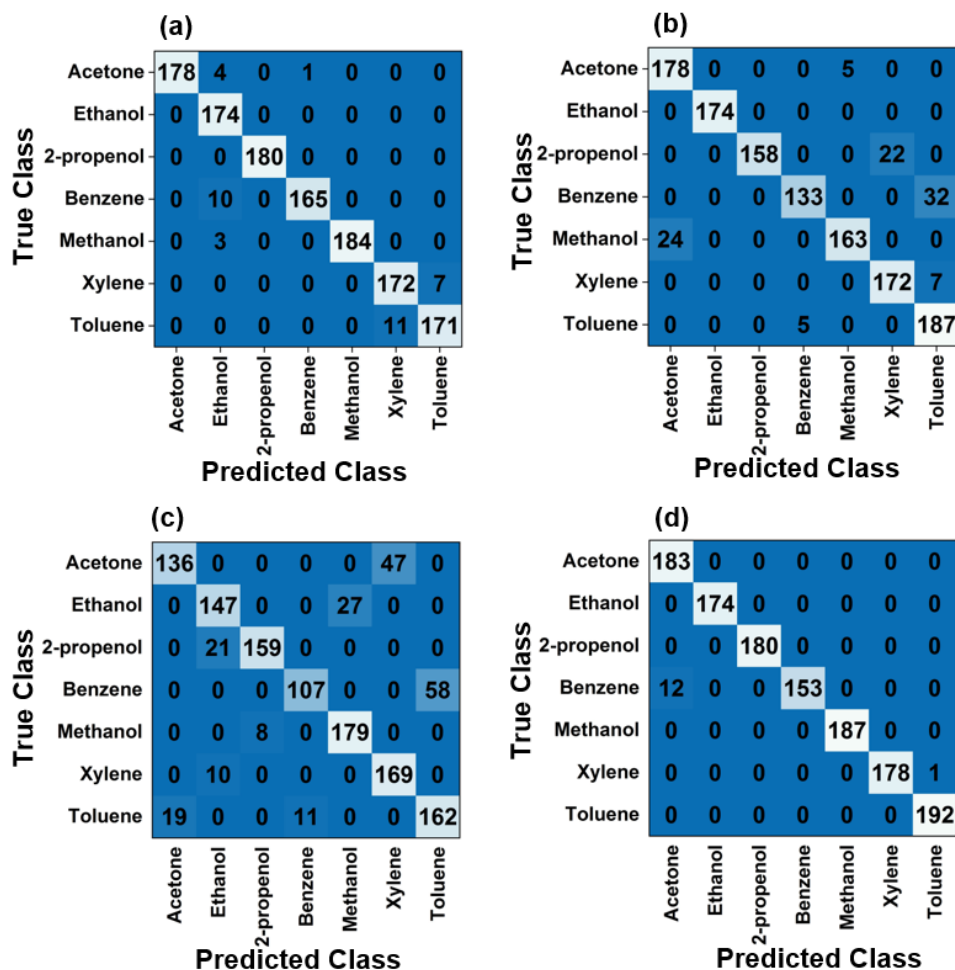 (a)
True Class
Acetone 178 4 0 1 0 0 0
Ethanol 0 174 0 0 0 0 0
2-propenol 0 0 180 0 0 0 0
Benzene 0 10 0 165 0 0 0
Methanol 0 3 0 0 184 0 0
Xylene 0 0 0 0 0 172 7
Toluene 0 0 0 0 0 11 171
Acetone Ethanol 2-propenol Benzene Methanol Xylene Toluene
Predicted Class
(b)
True Class
Acetone 178 0 0 0 5 0 0
Ethanol 0 174 0 0 0 0 0
2-propenol 0 0 158 0 0 22 0
Benzene 0 0 0 133 0 0 32
Methanol 24 0 0 0 163 0 0
Xylene 0 0 0 0 0 172 7
Toluene 0 0 0 5 0 0 187
Acetone Ethanol 2-propenol Benzene Methanol Xylene Toluene
Predicted Class
(c)
True Class
Acetone 136 0 0 0 0 47 0
Ethanol 0 147 0 0 27 0 0
2-propenol 0 21 159 0 0 0 0
Benzene 0 0 0 107 0 0 58
Methanol 0 0 8 0 179 0 0
Xylene 0 10 0 0 0 169 0
Toluene 19 0 0 11 0 0 162
Acetone Ethanol 2-propenol Benzene Methanol Xylene Toluene
Predicted Class
(d)
True Class
Acetone 183 0 0 0 0 0 0
Ethanol 0 174 0 0 0 0 0
2-propenol 0 0 180 0 0 0 0
Benzene 12 0 0 153 0 0 0
Methanol 0 0 0 0 187 0 0
Xylene 0 0 0 0 0 178 1
Toluene 0 0 0 0 0 0 192
Acetone Ethanol 2-propenol Benzene Methanol Xylene Toluene
Predicted Class